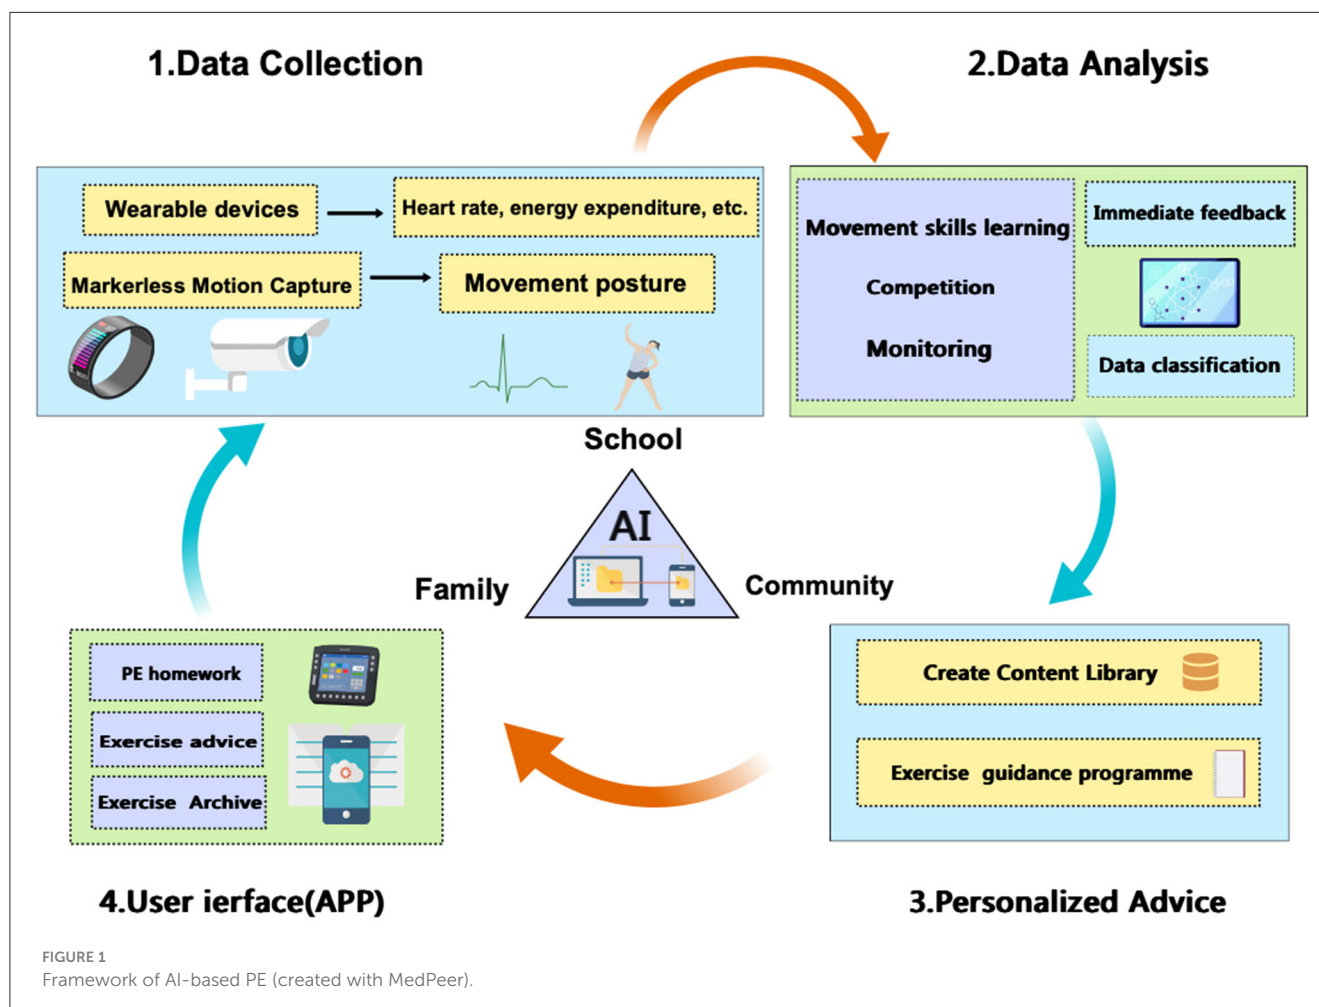 1.Data Collection
2.Data Analysis
Wearable devices
Heart rate, energy expenditure, etc.
Markerless Motion Capture
Movement posture
Movement skills learning
Competition
Monitoring
Immediate feedback
Data classification
School
AI
Family
Community
PE homework
Exercise advice
Exercise Archive
Create Content Library
Exercise guidance programme
4.User ierface(APP)
3.Personalized Advice
FIGURE 1
Framework of AI-based PE (created with MedPeer).